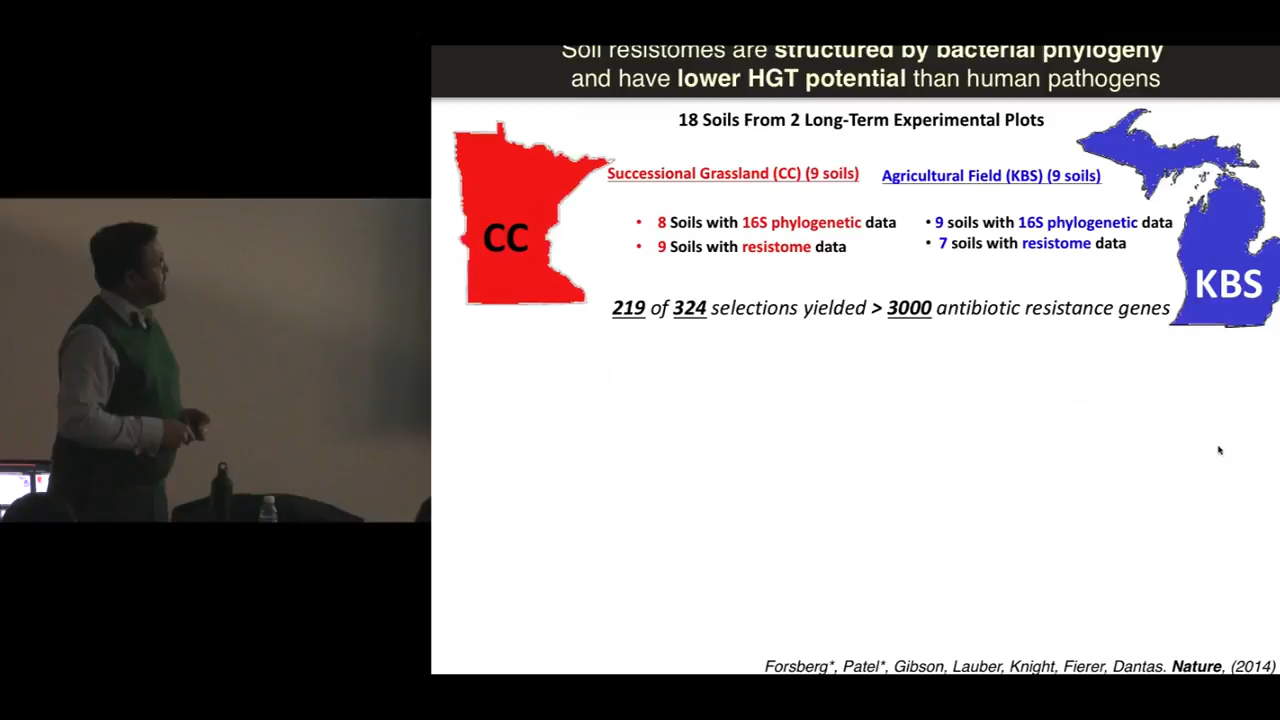 Soil resistomes are structured by bacterial phylogeny
and have lower HGT potential than human pathogens
18 Soils From 2 Long-Term Experimental Plots
Successional Grassland (CC) (9 soils)
• 8 Soils with 16S phylogenetic data
• 9 Soils with resistome data
CC
Agricultural Field (KBS) (9 soils)
• 9 soils with 16S phylogenetic data
• 7 soils with resistome data
KBS
219 of 324 selections yielded > 3000 antibiotic resistance genes
Forsberg*, Patel*, Gibson, Lauber, Knight, Fierer, Dantas. Nature, (2014)